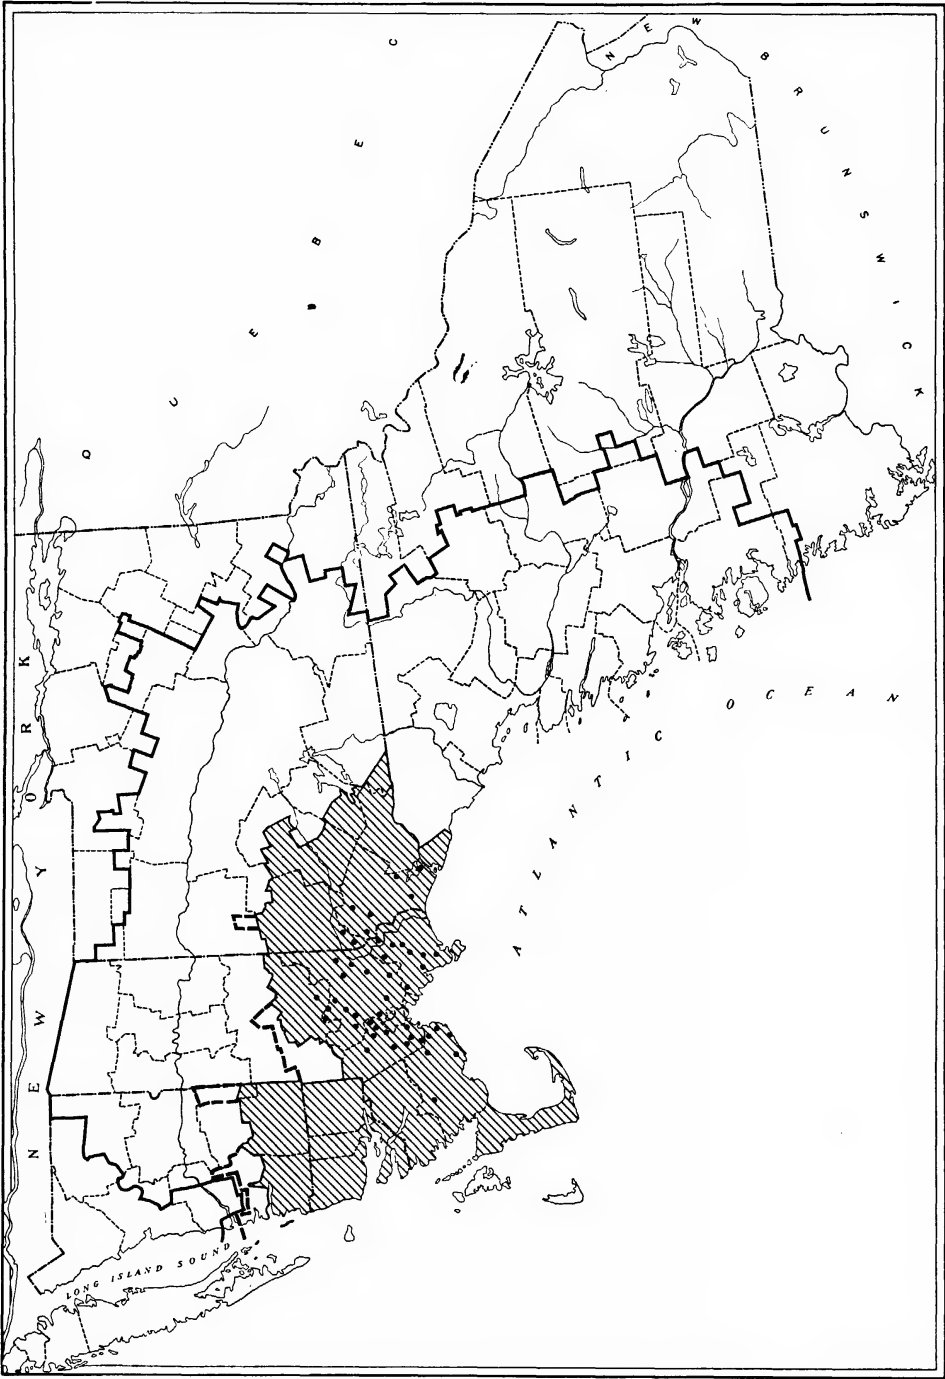 QUEBEC
NEW BRUNSWICK
NEW YORK
ATLANTIC OCEAN
LONG ISLAND SOUND